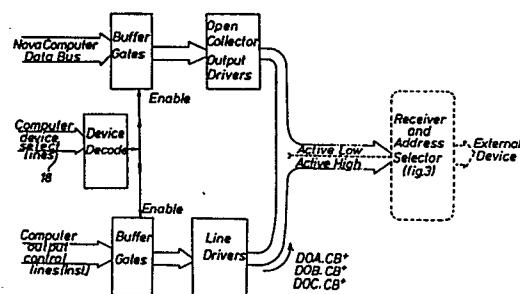 Nova Computer
Data Bus
Buffer
Gates
Open
Collector
Output
Drivers
Enable
Computer
device
select
lines
18
Device
Decode
Active Low
Active High
Receiver
and
Address
Selector
(fig.3)
External
Device
Enable
Computer
output
control
lines (Inst)
Buffer
Gates
Line
Drivers
DOA.CB+
DOB.CB+
DOC.CB+